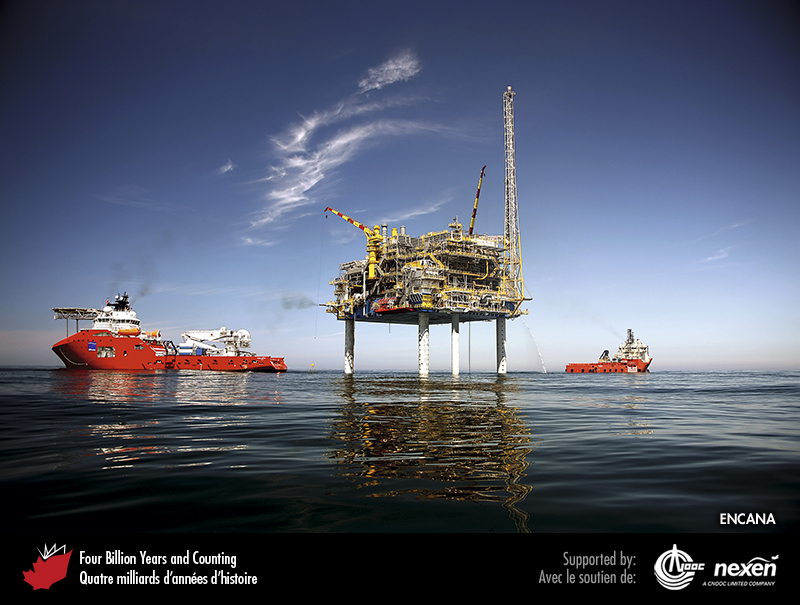 ENCANA
Four Billion Years and Counting
Quatre milliards d'années d'histoire
Supported by:
Avec le soutien de:
CNOOC
nexen
A CNOOC LIMITED COMPANY